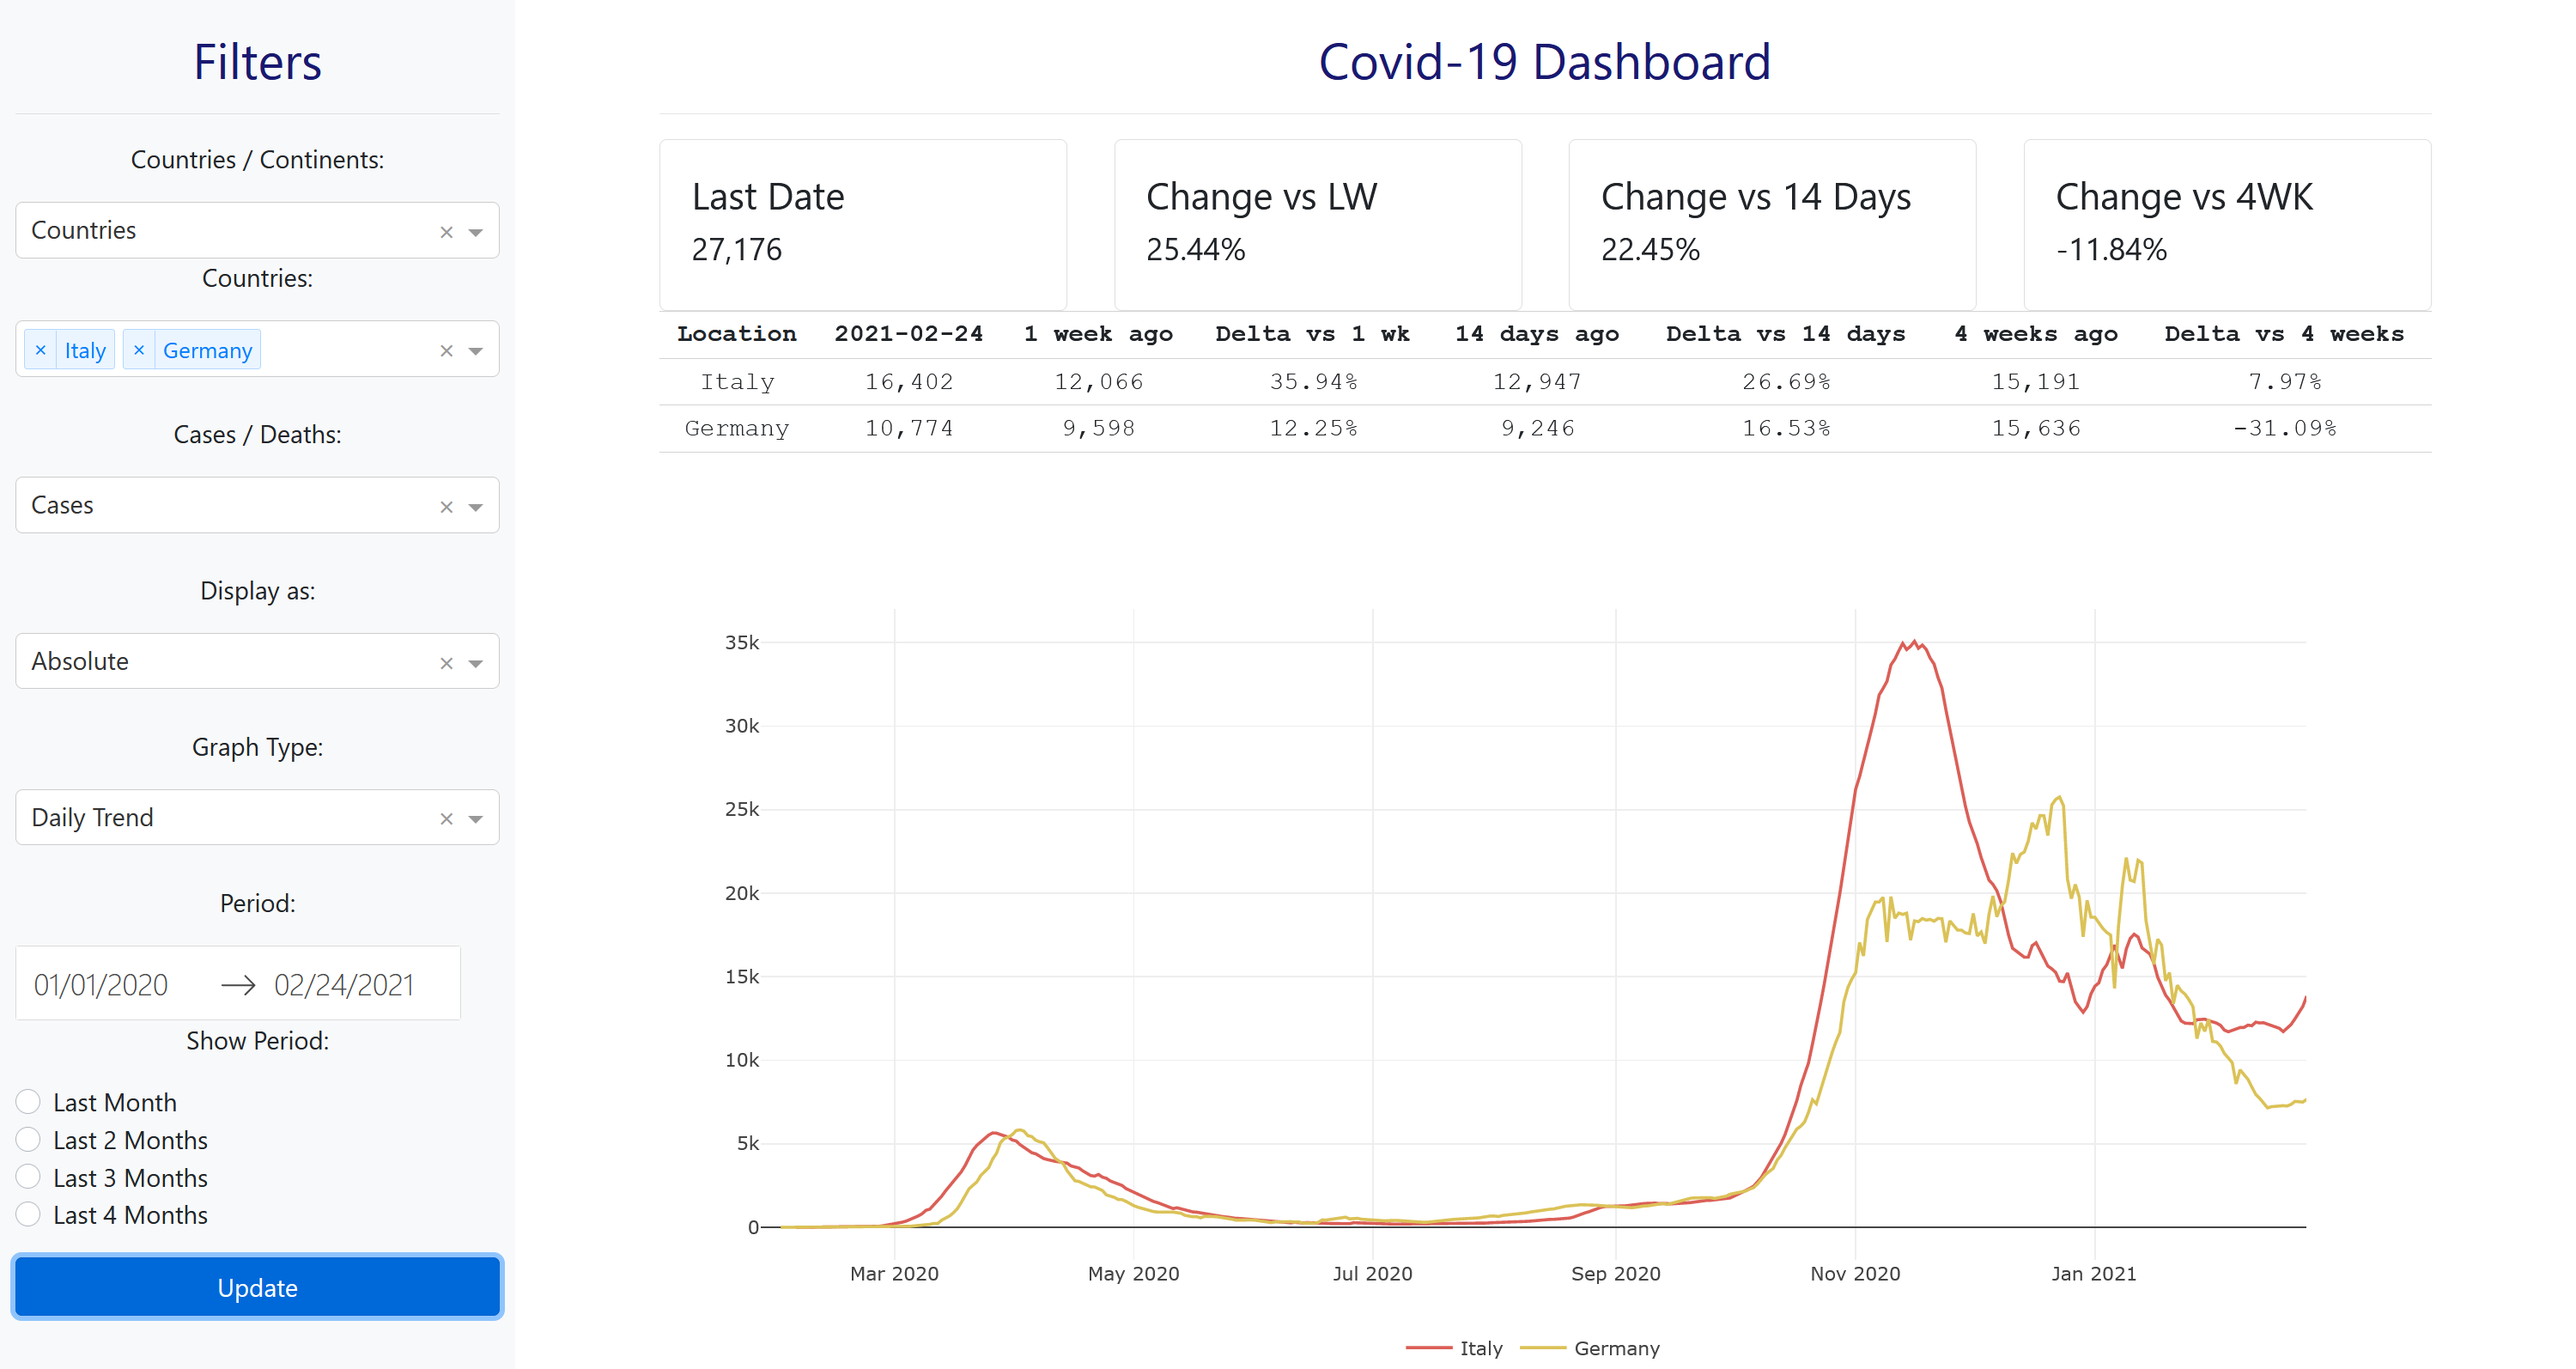 Filters
Countries / Continents:
Countries
Countries:
× Italy × Germany
Cases / Deaths:
Cases
Display as:
Absolute
Graph Type:
Daily Trend
Period:
01/01/2020 → 02/24/2021
Show Period:
Last Month
Last 2 Months
Last 3 Months
Last 4 Months
Update
Covid-19 Dashboard
Last Date
27,176
Change vs LW
25.44%
Change vs 14 Days
22.45%
Change vs 4WK
-11.84%
Location 2021-02-24 1 week ago Delta vs 1 wk 14 days ago Delta vs 14 days 4 weeks ago Delta vs 4 weeks
Italy 16,402 12,066 35.94% 12,947 26.69% 15,191 7.97%
Germany 10,774 9,598 12.25% 9,246 16.53% 15,636 -31.09%
35k
30k
25k
20k
15k
10k
5k
0
Mar 2020 May 2020 Jul 2020 Sep 2020 Nov 2020 Jan 2021
Italy Germany